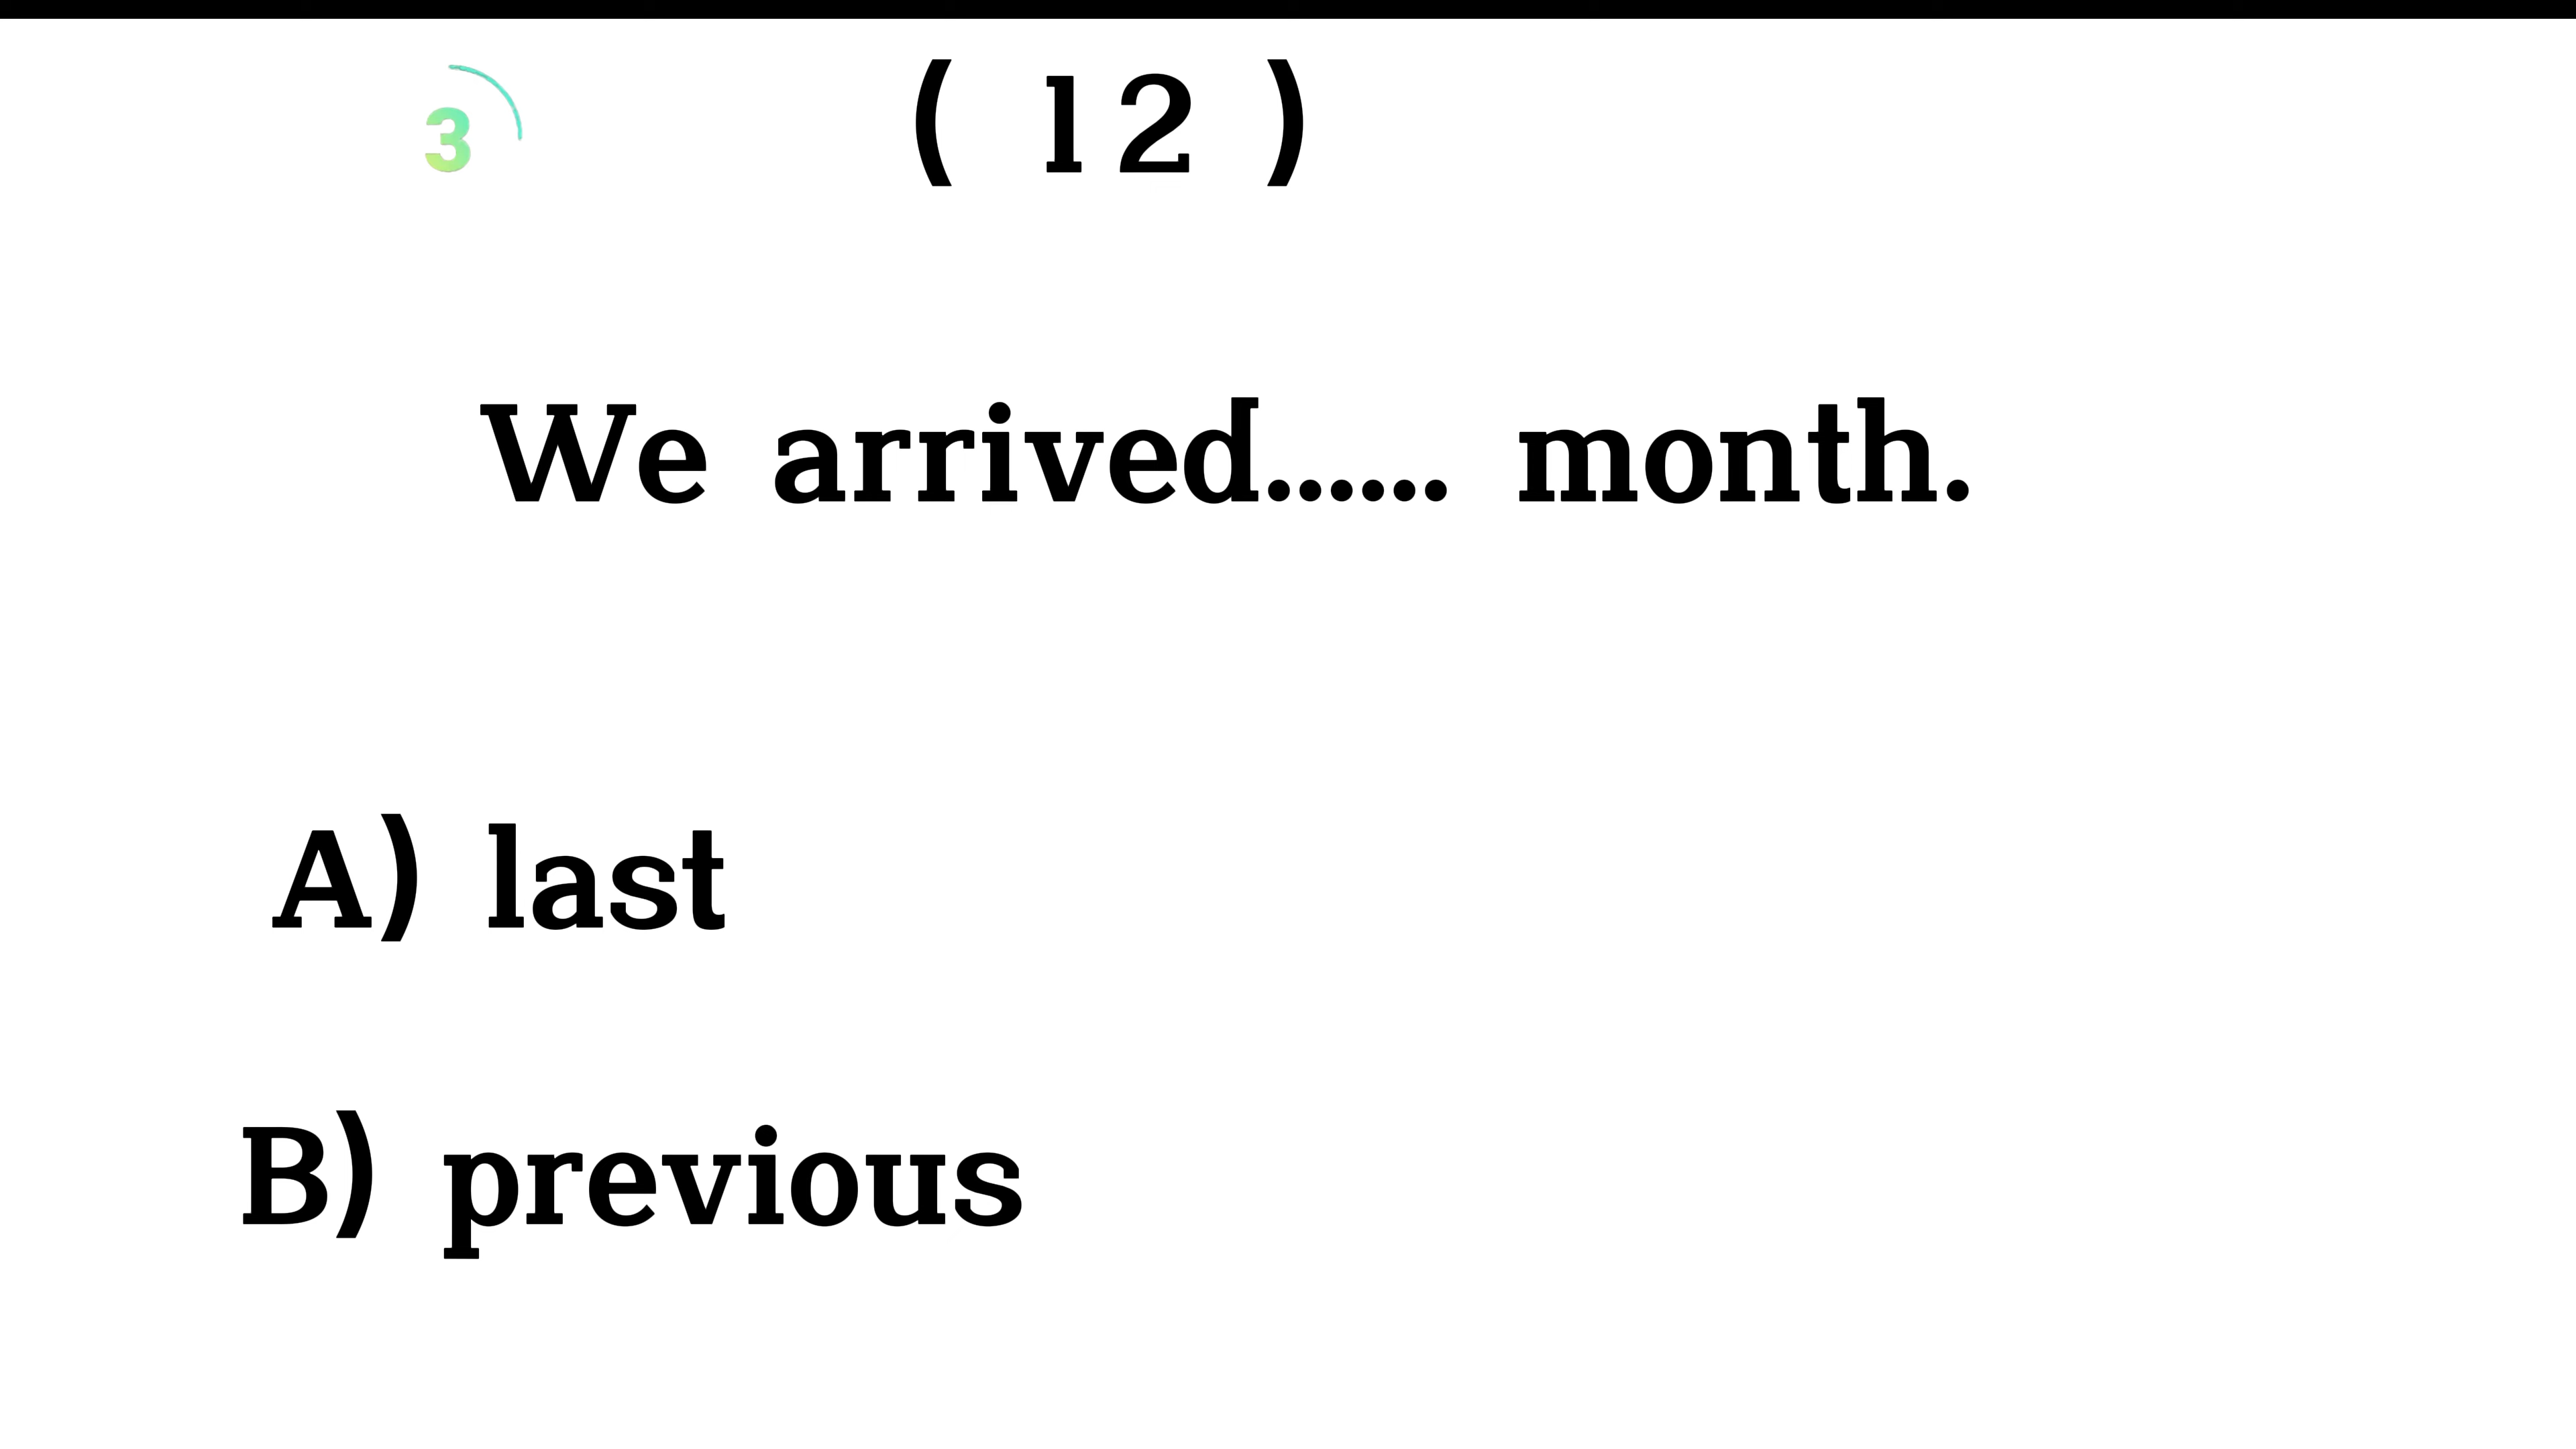 3
( 12 )
We arrived...... month.
A) last
B) previous